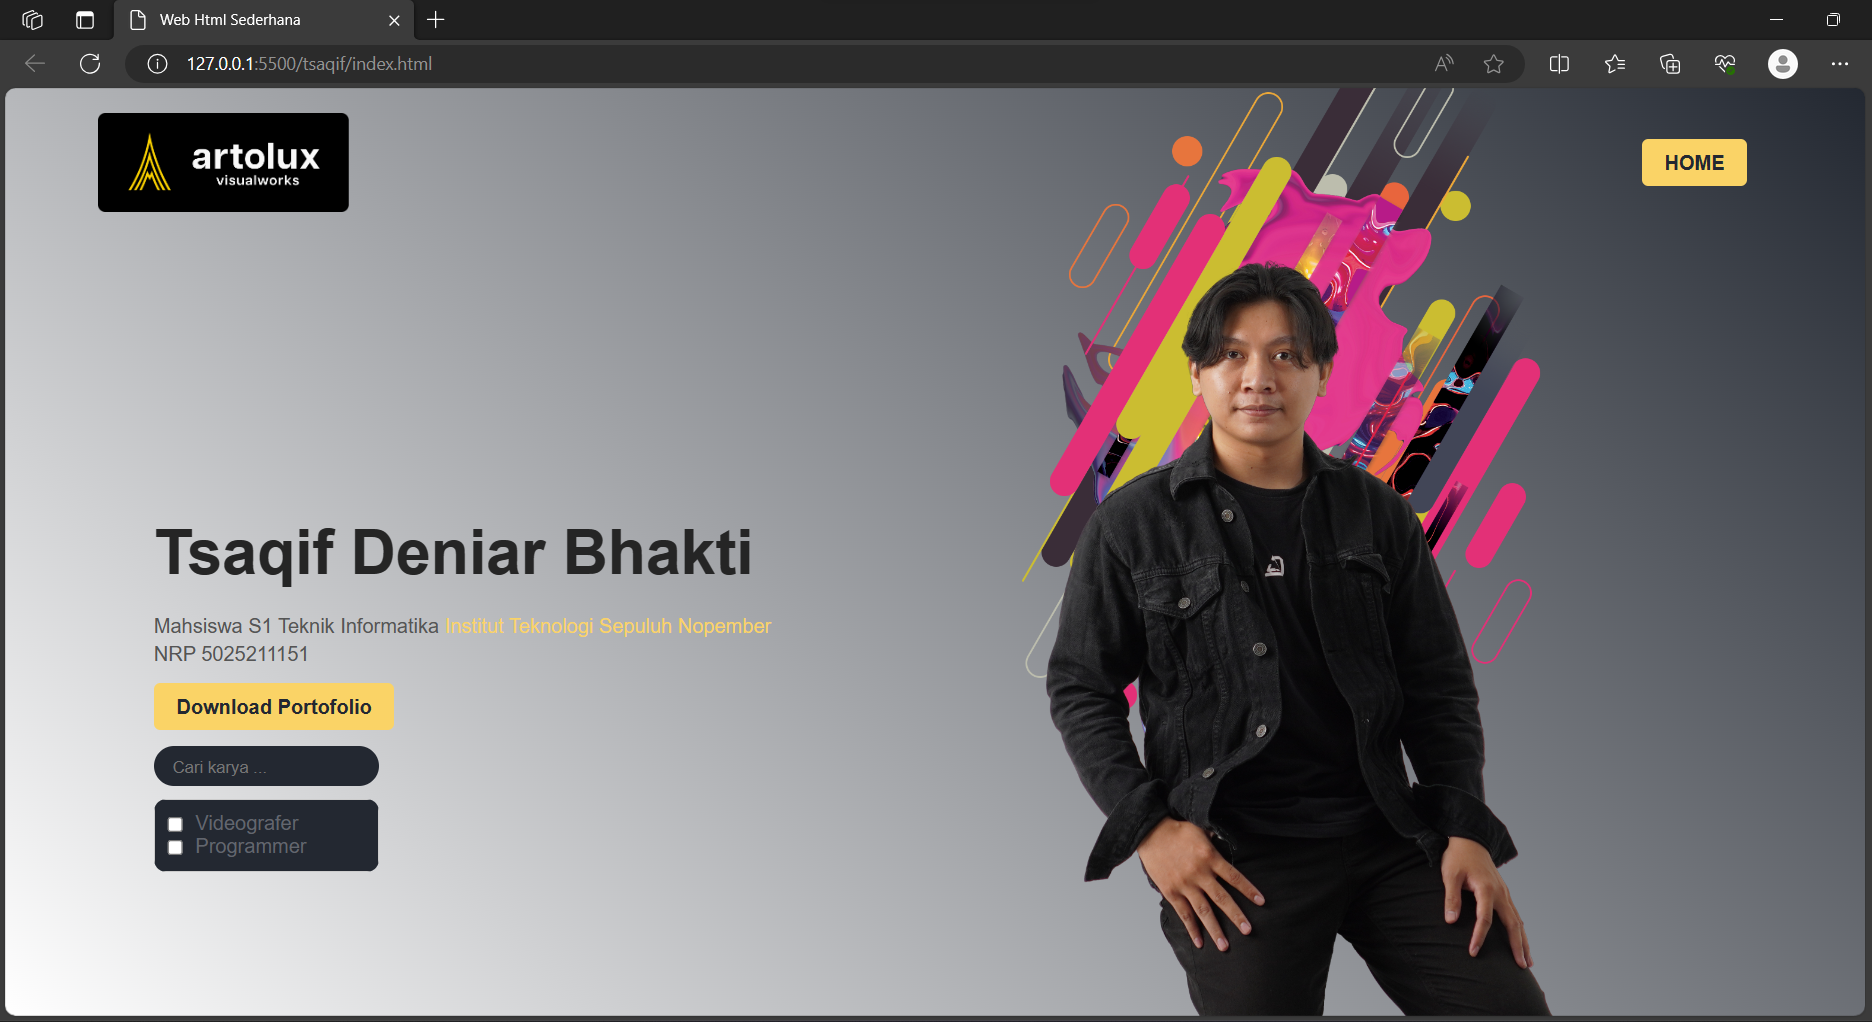 Web Html Sederhana
127.0.0.1:5500/tsaqif/index.html
artolux
visualworks
HOME
Tsaqif Deniar Bhakti
Mahsiswa S1 Teknik Informatika Institut Teknologi Sepuluh Nopember
NRP 5025211151
Download Portofolio
Cari karya ...
Videografer
Programmer